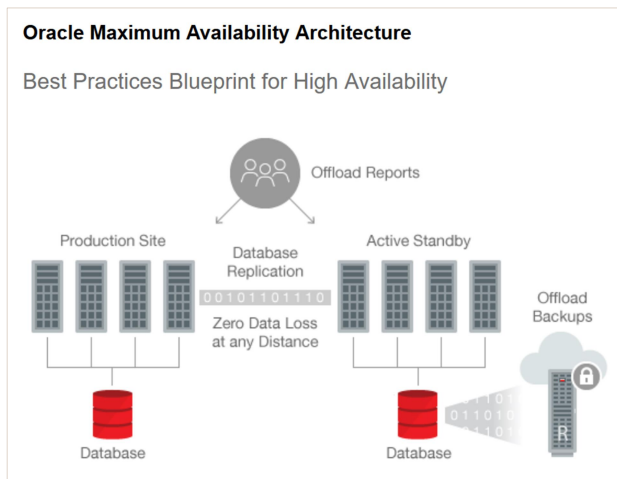 Oracle Maximum Availability Architecture
Best Practices Blueprint for High Availability
Offload Reports
Production Site
Active Standby
Database
Replication
00101101110
Zero Data Loss
at any Distance
Offload
Backups
Database
Database
011010
R